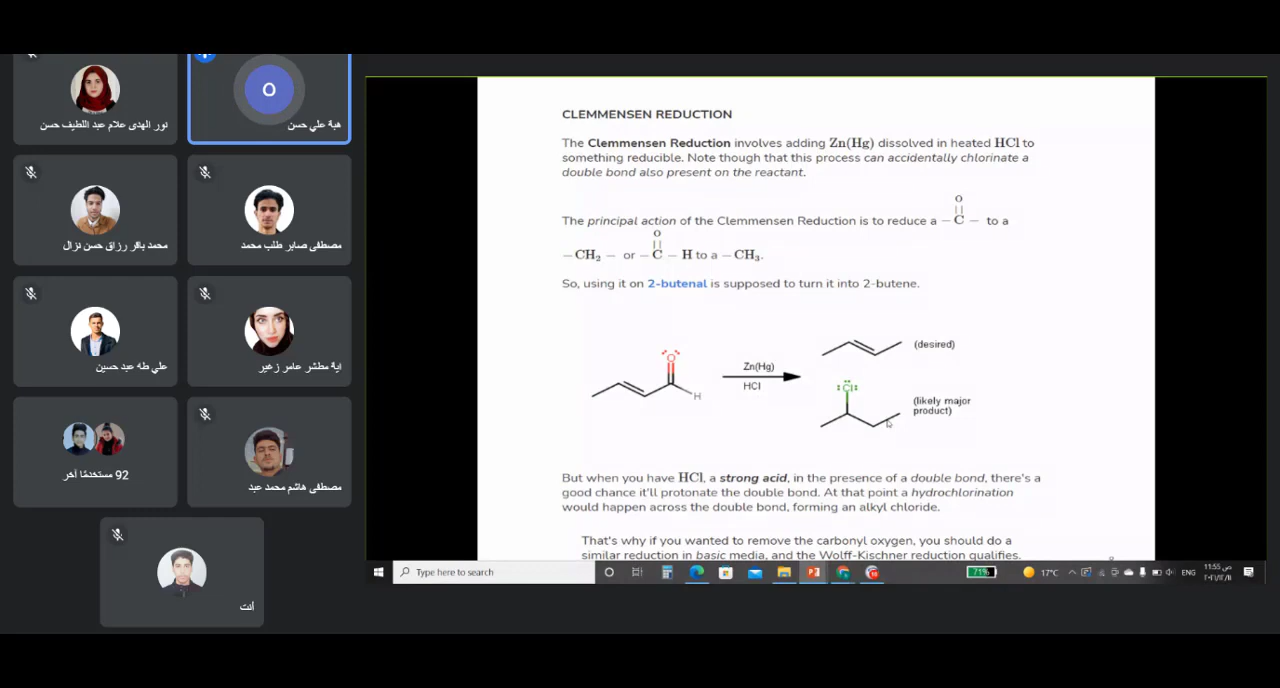 هبة علي حسن
O
نور الهدى علام عبد اللطيف حسن
مصطفى صابر طلب محمد
محمد باقر رزاق حسن نزال
اية مطشر عامر زغير
علي طه عبد حسين
مصطفى هاشم محمد عبد
92 مستخدمًا آخر
أنت
CLEMMENSEN REDUCTION
The Clemmensen Reduction involves adding Zn(Hg) dissolved in heated HCl to
something reducible. Note though that this process can accidentally chlorinate a
double bond also present on the reactant.
O
||
The principal action of the Clemmensen Reduction is to reduce a – C – to a
O
||
– CH₂ – or – C – H to a – CH₃.
So, using it on 2-butenal is supposed to turn it into 2-butene.
O
H
Zn(Hg)
HCl
(desired)
:Cl:
(likely major
product)
But when you have HCl, a strong acid, in the presence of a double bond, there's a
good chance it'll protonate the double bond. At that point a hydrochlorination
would happen across the double bond, forming an alkyl chloride.
That's why if you wanted to remove the carbonyl oxygen, you should do a
similar reduction in basic media, and the Wolff-Kischner reduction qualifies.
Type here to search
71%
17°C
ENG
11:55 ص